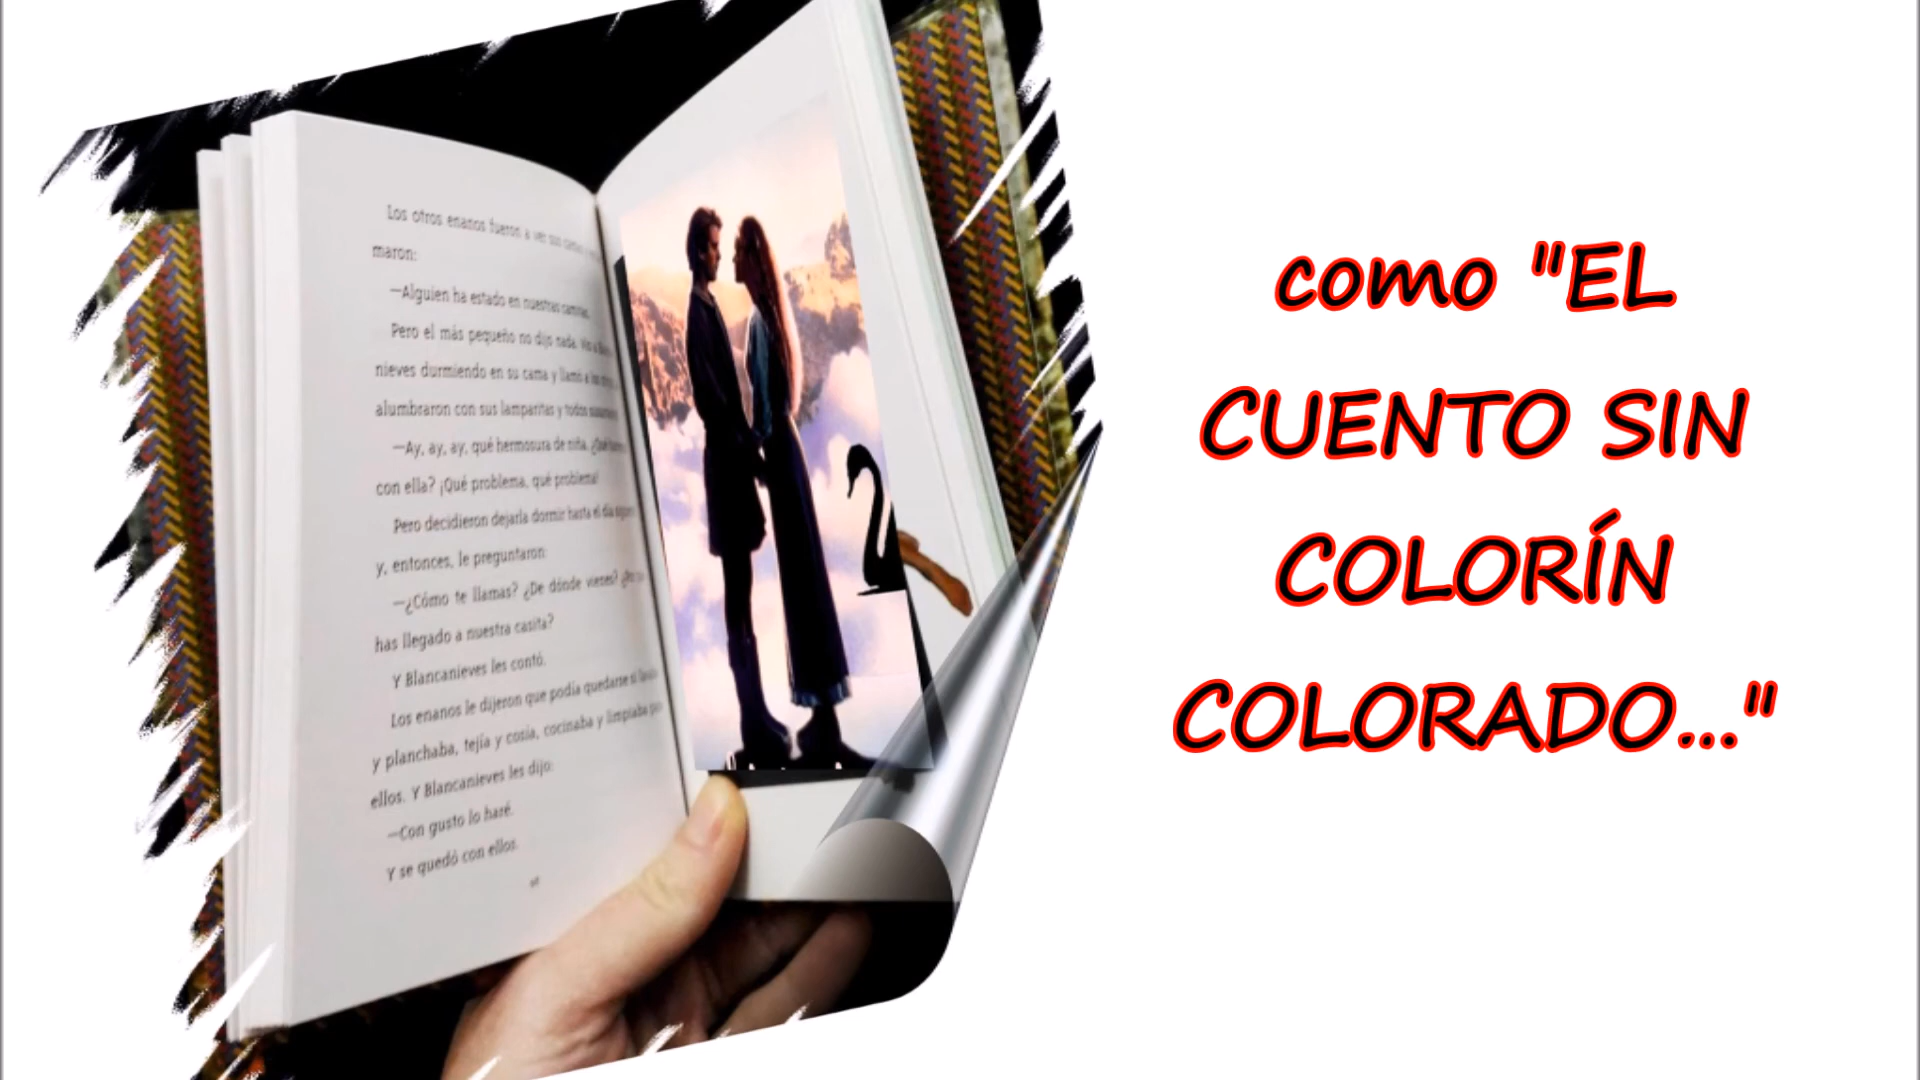 Los otros enanos fueron a ver sus camas
maron:
—Alguien ha estado en nuestras camitas.
Pero el más pequeño no dijo nada. Vio a
nieves durmiendo en su cama y llamó a los
alumbraron con sus lamparitas y todos
—Ay, ay, ay, qué hermosura de niña. ¿Qué
con ella? ¡Qué problema, qué problema!
Pero decidieron dejarla dormir hasta el día
y, entonces, le preguntaron:
—¿Cómo te llamas? ¿De dónde vienes?
has llegado a nuestra casita?
Y Blancanieves les contó.
Los enanos le dijeron que podía quedarse si
y planchaba, tejía y cosía, cocinaba y limpiaba
ellos. Y Blancanieves les dijo:
—Con gusto lo haré.
Y se quedó con ellos.
como "EL
CUENTO SIN
COLORÍN
COLORADO..."